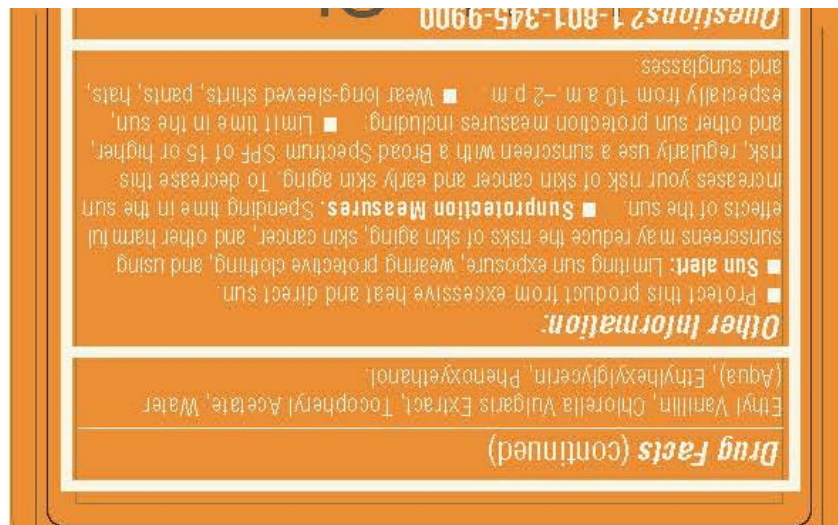 Drug Facts (continued)
Ethyl Vanillin, Chlorella Vulgaris Extract, Tocopheryl Acetate, Water
(Aqua), Ethylhexylglycerin, Phenoxyethanol.
Other Information:
■ Protect this product from excessive heat and direct sun.
■ Sun alert: Limiting sun exposure, wearing protective clothing, and using
sunscreens may reduce the risks of skin aging, skin cancer, and other harmful
effects of the sun. ■ Sunprotection Measures. Spending time in the sun
increases your risk of skin cancer and early skin aging. To decrease this
risk, regularly use a sunscreen with a Broad Spectrum SPF of 15 or higher,
and other sun protection measures including: ■ Limit time in the sun,
especially from 10 a.m.–2 p.m. ■ Wear long-sleeved shirts, pants, hats,
and sunglasses.
Questions? 1-801-345-9900